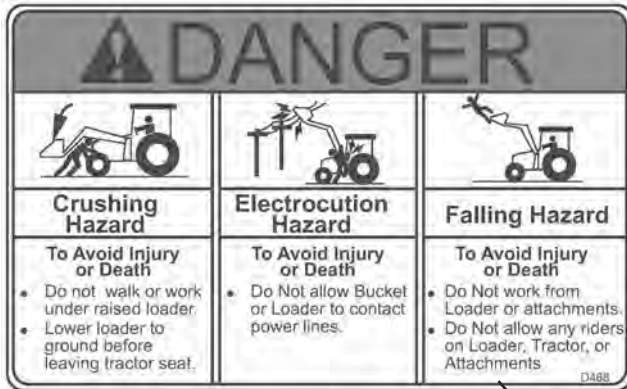 DANGER
Crushing
Hazard
To Avoid Injury
or Death
• Do not walk or work
under raised loader.
• Lower loader to
ground before
leaving tractor seat.
Electrocution
Hazard
To Avoid Injury
or Death
• Do Not allow Bucket
or Loader to contact
power lines.
Falling Hazard
To Avoid Injury
or Death
• Do Not work from
Loader or attachments.
• Do Not allow any riders
on Loader, Tractor, or
Attachments
D468